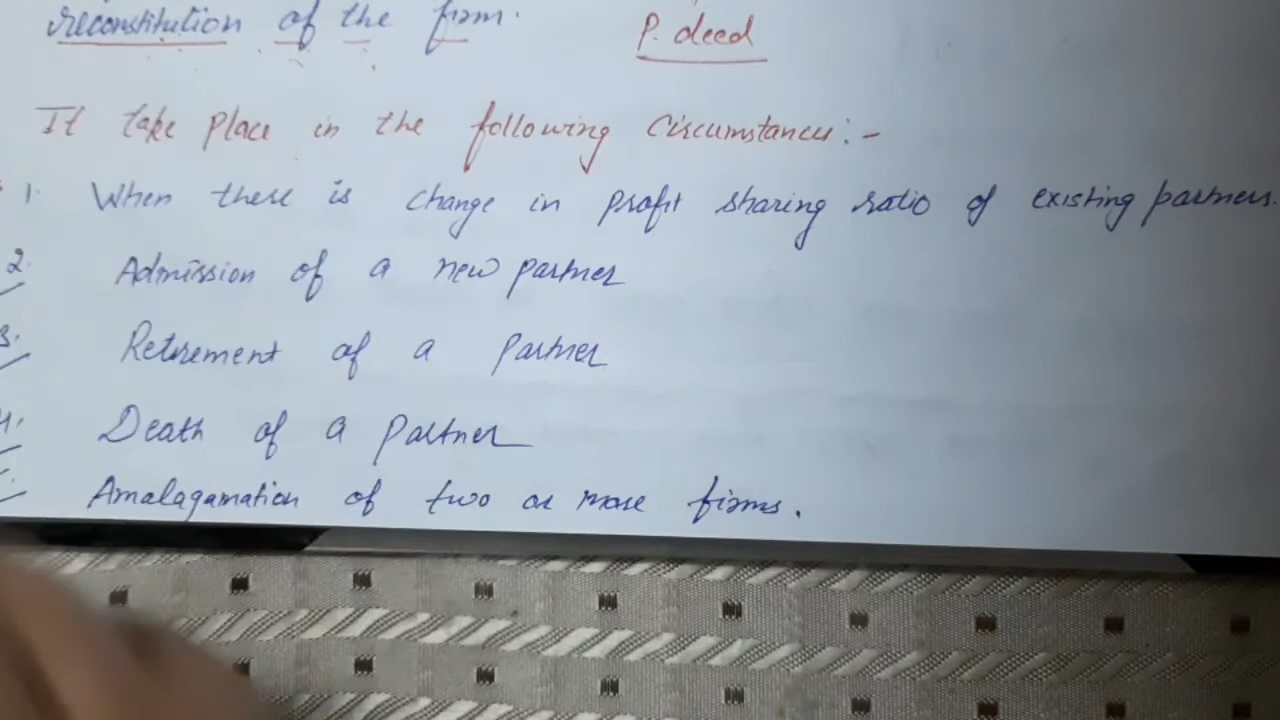 reconstitution of the firm. P. deed
It take place in the following Circumstances:-
1. When there is change in profit sharing ratio of existing partners.
2. Admission of a new partner
3. Retirement of a partner
4. Death of a partner
Amalagamation of two or more firms.